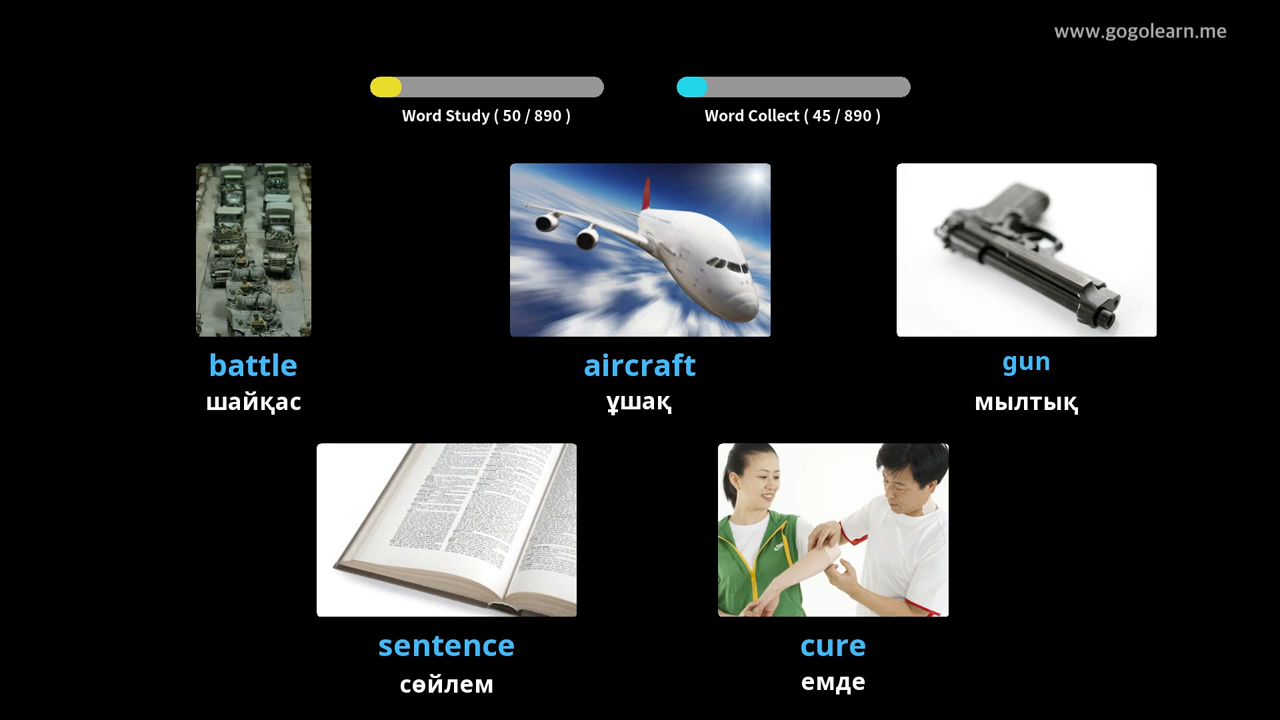 www.gogolearn.me
Word Study ( 50 / 890 )
Word Collect ( 45 / 890 )
battle
шайқас
aircraft
ұшақ
gun
мылтық
sentence
сөйлем
cure
емде